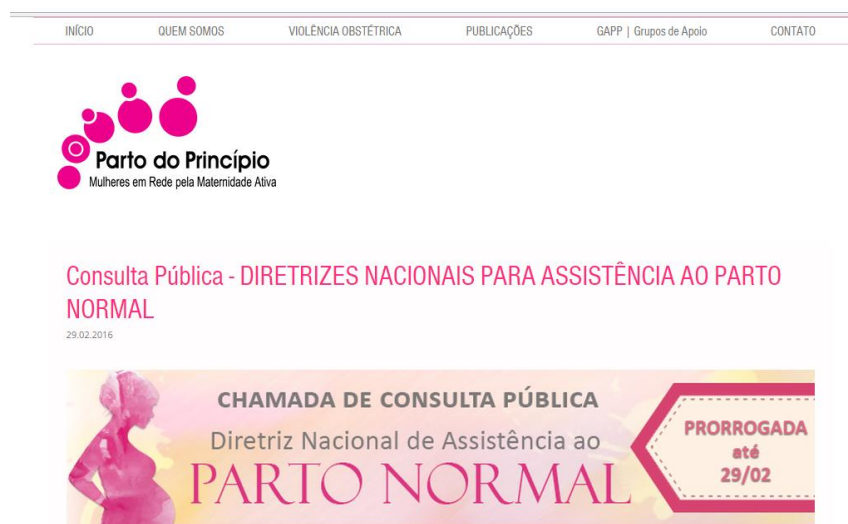 INÍCIO QUEM SOMOS VIOLÊNCIA OBSTÉTRICA PUBLICAÇÕES GAPP | Grupos de Apoio CONTATO
Parto do Princípio
Mulheres em Rede pela Maternidade Ativa
Consulta Pública - DIRETRIZES NACIONAIS PARA ASSISTÊNCIA AO PARTO
NORMAL
29.02.2016
CHAMADA DE CONSULTA PÚBLICA
Diretriz Nacional de Assistência ao
PARTO NORMAL
PRORROGADA
até
29/02